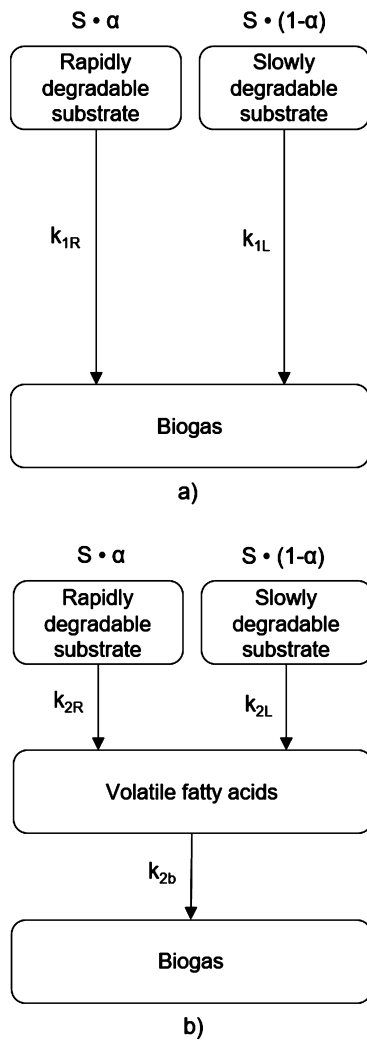 S • α
S • (1-α)
Rapidly
degradable
substrate
Slowly
degradable
substrate
k1R
k1L
Biogas
a)
S • α
S • (1-α)
Rapidly
degradable
substrate
Slowly
degradable
substrate
k2R
k2L
Volatile fatty acids
k2b
Biogas
b)